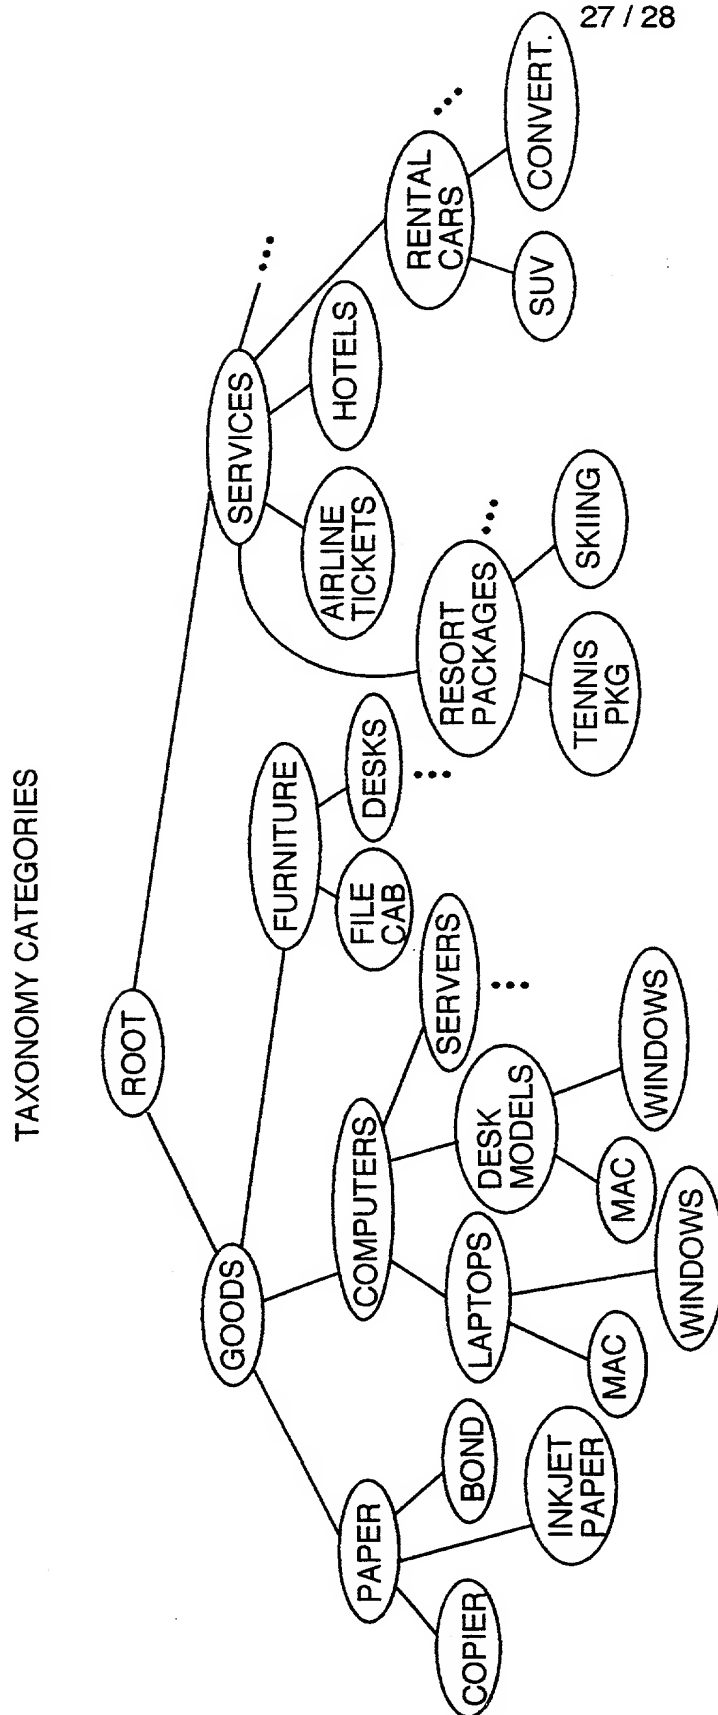 27 / 28
TAXONOMY CATEGORIES
ROOT
GOODS
SERVICES
PAPER
COMPUTERS
FURNITURE
COPIER
INKJET
PAPER
BOND
LAPTOPS
DESK
MODELS
SERVERS
...
MAC
WINDOWS
MAC
WINDOWS
FILE
CAB
DESKS
...
RESORT
PACKAGES
...
AIRLINE
TICKETS
HOTELS
RENTAL
CARS
...
...
TENNIS
PKG
SKIING
SUV
CONVERT.